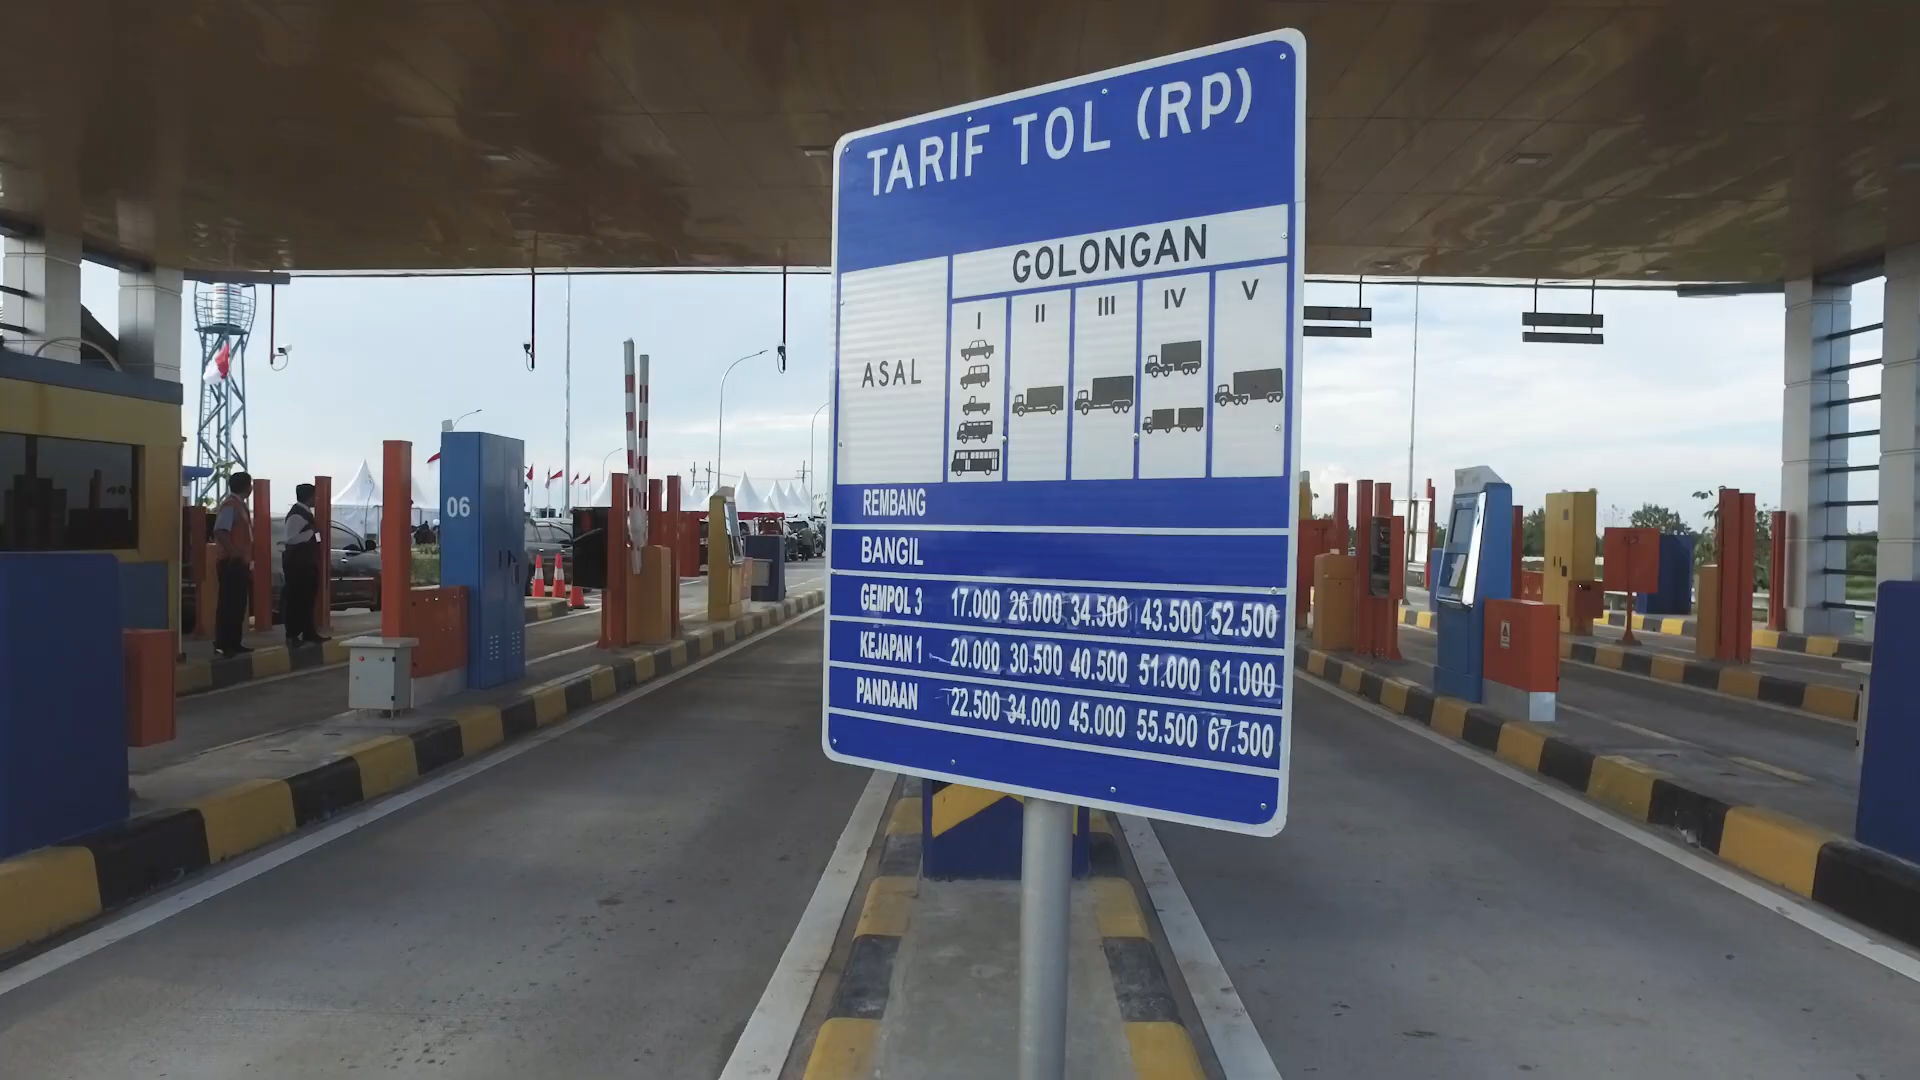 TARIF TOL (RP)
GOLONGAN
ASAL
I II III IV V
REMBANG
BANGIL
GEMPOL 3 17.000 26.000 34.500 43.500 52.500
KEJAPAN 1 20.000 30.500 40.500 51.000 61.000
PANDAAN 22.500 34.000 45.000 55.500 67.500
06